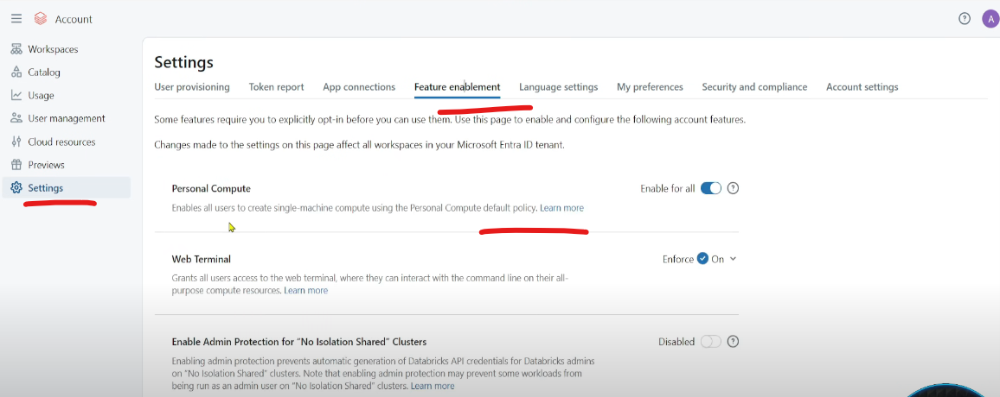 Account
A
Workspaces
Catalog
Usage
User management
Cloud resources
Previews
Settings
Settings
User provisioning Token report App connections Feature enablement Language settings My preferences Security and compliance Account settings
Some features require you to explicitly opt-in before you can use them. Use this page to enable and configure the following account features.
Changes made to the settings on this page affect all workspaces in your Microsoft Entra ID tenant.
Personal Compute Enable for all
Enables all users to create single-machine compute using the Personal Compute default policy. Learn more
Web Terminal Enforce On
Grants all users access to the web terminal, where they can interact with the command line on their all-
purpose compute resources. Learn more
Enable Admin Protection for "No Isolation Shared" Clusters Disabled
Enabling admin protection prevents automatic generation of Databricks API credentials for Databricks admins
on "No Isolation Shared" clusters. Note that enabling admin protection may prevent some workloads from
being run as an admin user on "No Isolation Shared" clusters. Learn more